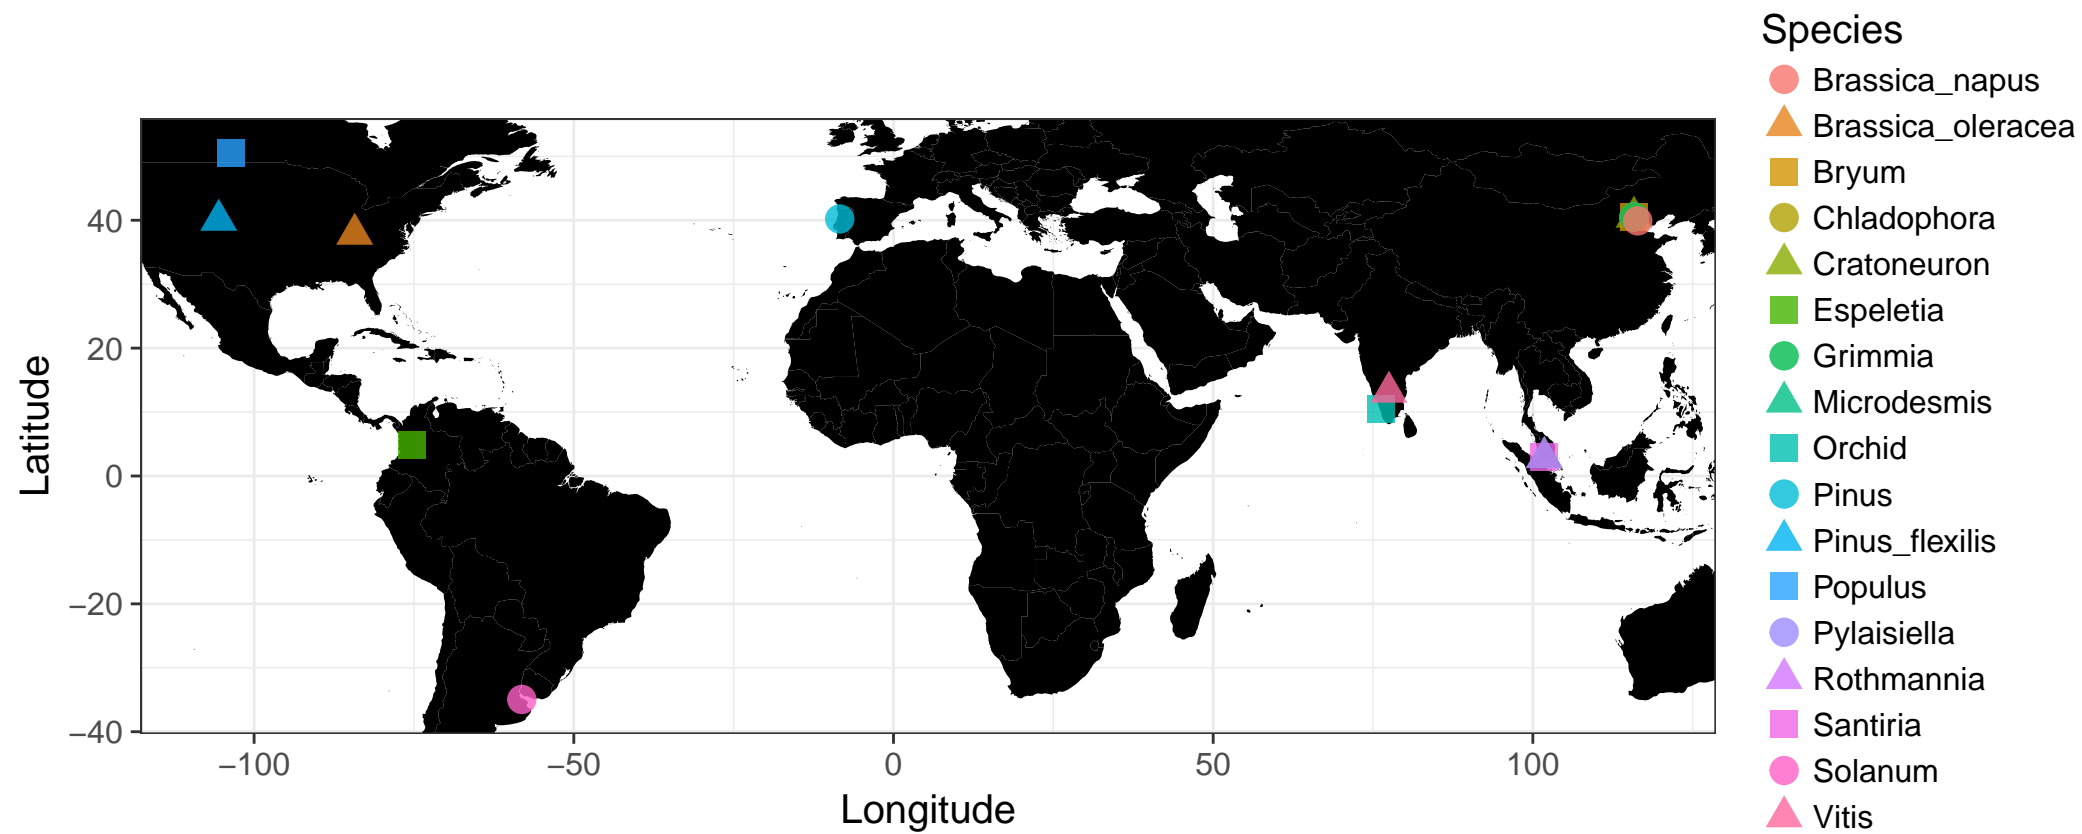 Species
Brassica_napus
Brassica_oleracea
Bryum
Chladophora
Cratoneuron
Espeletia
Grimmia
Microdesmis
Orchid
Pinus
Pinus_flexilis
Populus
Pylaisiella
Rothmannia
Santiria
Solanum
Vitis
Latitude
40
20
0
−20
−40
−100
−50
0
50
100
Longitude